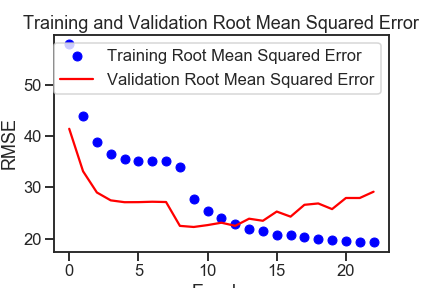 Training and Validation Root Mean Squared Error
Training Root Mean Squared Error
Validation Root Mean Squared Error
RMSE
50
40
30
20
0
5
10
15
20